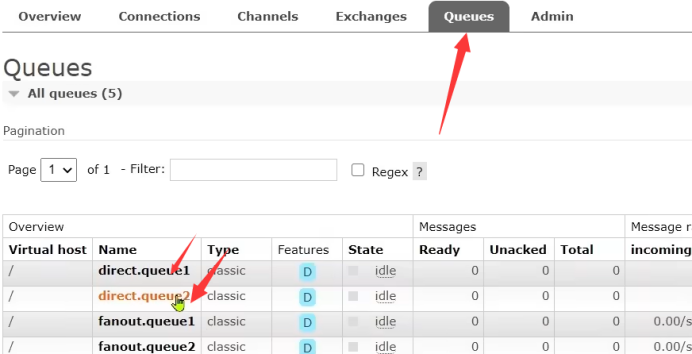 Overview Connections Channels Exchanges Queues Admin
Queues
All queues (5)
Pagination
Page 1 of 1 - Filter: Regex ?
Overview Messages Message r
Virtual host Name Type Features State Ready Unacked Total incoming
/ direct.queue1 classic D idle 0 0 0
/ direct.queue2 classic D idle 0 0 0
/ fanout.queue1 classic D idle 0 0 0 0.00/s
/ fanout.queue2 classic D idle 0 0 0 0.00/s